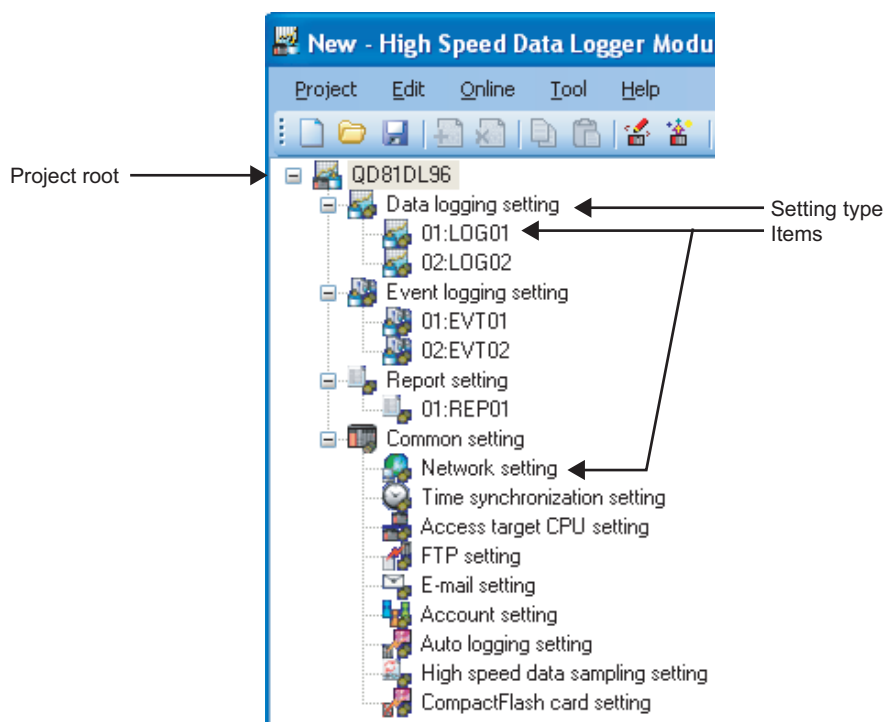 New - High Speed Data Logger Modu
Project Edit Online Tool Help
Project root
QD81DL96
Data logging setting
Setting type
01:LOG01
Items
02:LOG02
Event logging setting
01:EVT01
02:EVT02
Report setting
01:REP01
Common setting
Network setting
Time synchronization setting
Access target CPU setting
FTP setting
E-mail setting
Account setting
Auto logging setting
High speed data sampling setting
CompactFlash card setting